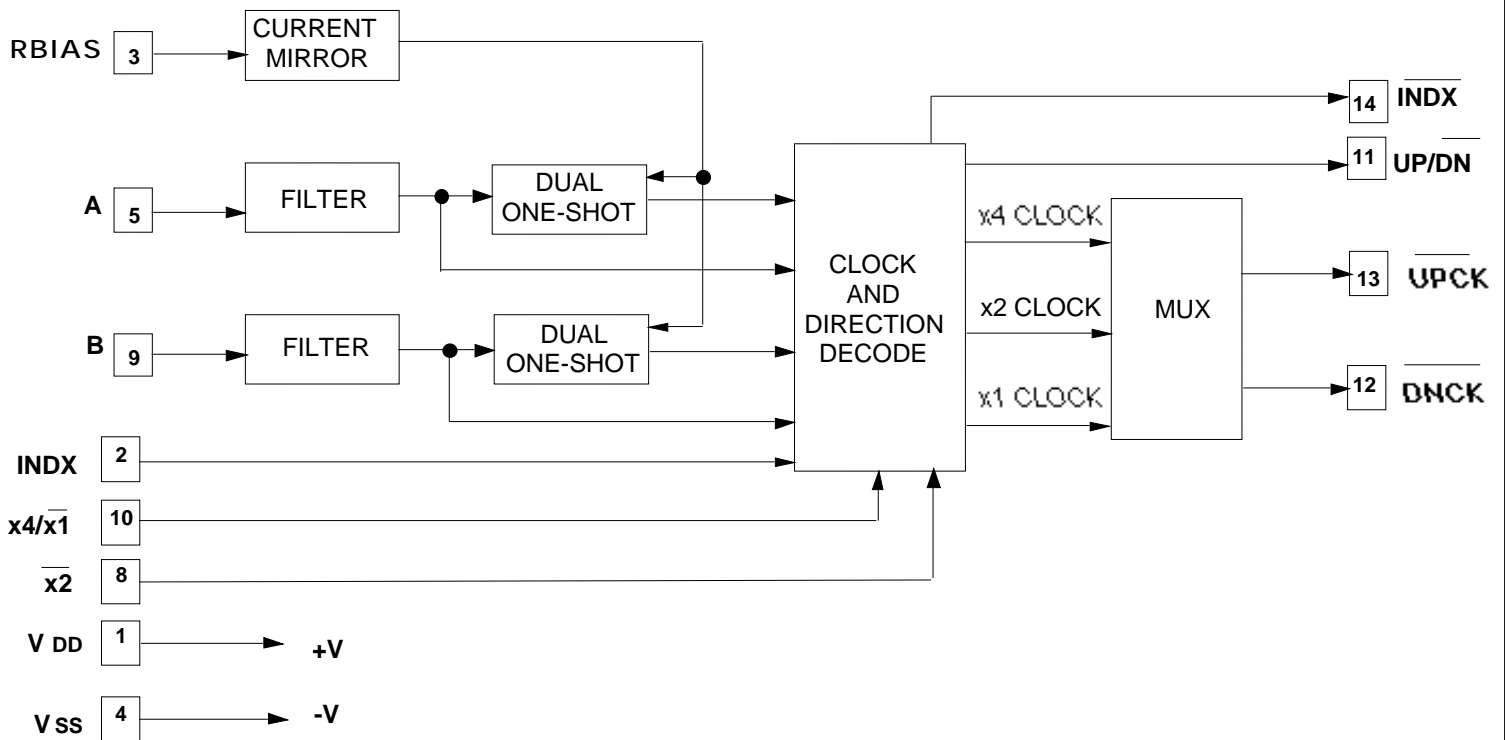 RBIAS
3
CURRENT
MIRROR
14
INDX
A
5
FILTER
DUAL
ONE-SHOT
11
UP/DN
x4 CLOCK
CLOCK
AND
DIRECTION
DECODE
13
UPCK
x2 CLOCK
MUX
B
9
FILTER
DUAL
ONE-SHOT
x1 CLOCK
12
DNCK
INDX
2
x4/x1
10
x2
8
V DD
1
+V
V SS
4
-V